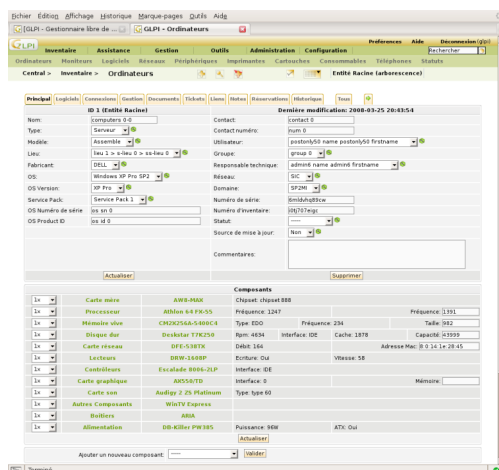 Fichier Edition Affichage Historique Marque-pages Outils Aide
[GLPI - Gestionnaire libre de ... GLPI - Ordinateurs
GLPI Préférences Aide Déconnexion (glpi)
Inventaire Assistance Gestion Outils Administration Configuration Rechercher
Ordinateurs Moniteurs Logiciels Réseaux Périphériques Imprimantes Cartouches Consommables Téléphones Statuts
Central > Inventaire > Ordinateurs Entité Racine (arborescence)
Principal Logiciels Connexions Gestion Documents Tickets Liens Notes Réservations Historique Tous
ID 1 (Entité Racine) Dernière modification: 2008-03-25 20:43:54
Nom: computers 0-0 Contact: contact 0
Type: Serveur Contact numéro: num 0
Modèle: Assemble Utilisateur: postonly50 name postonly50 firstname
Lieu: lieu 1 > s-lieu 0 > ss-lieu 0 Groupe: group 0
Fabricant: DELL Responsable technique: admin6 name admin6 firstname
OS: Windows XP Pro SP2 Réseau: SIC
OS Version: XP Pro Domaine: SP2MI
Service Pack: Service Pack 1 Numéro de série: 6mldvhq89cw
OS Numéro de série os sn 0 Numéro d'inventaire: i0tj707eigc
OS Product ID os id 0 Statut: -----
Source de mise à jour: Non
Commentaires:
Actualiser Supprimer
Composants
1x Carte mère AW8-MAX Chipset: chipset 888
1x Processeur Athlon 64 FX-55 Fréquence: 1247 Fréquence: 1391
1x Mémoire vive CM2X256A-5400C4 Type: EDO Fréquence: 234 Taille: 982
1x Disque dur Deskstar T7K250 Rpm: 4634 Interface: IDE Cache: 1878 Capacité: 43999
1x Carte réseau DFE-538TX Débit: 164 Adresse Mac: 8:0:14:1e:28:45
1x Lecteurs DRW-1608P Ecriture: Oui Vitesse: 58
1x Contrôleurs Escalade 8006-2LP Interface: IDE
1x Carte graphique AX550/TD Interface: 0 Mémoire:
1x Carte son Audigy 2 ZS Platinum Type: type 60
1x Autres Composants WinTV Express
1x Boitiers ARIA
1x Alimentation DB-Killer PW385 Puissance: 96W ATX: Oui
Actualiser
Ajouter un nouveau composant: ----- Valider
Terminé